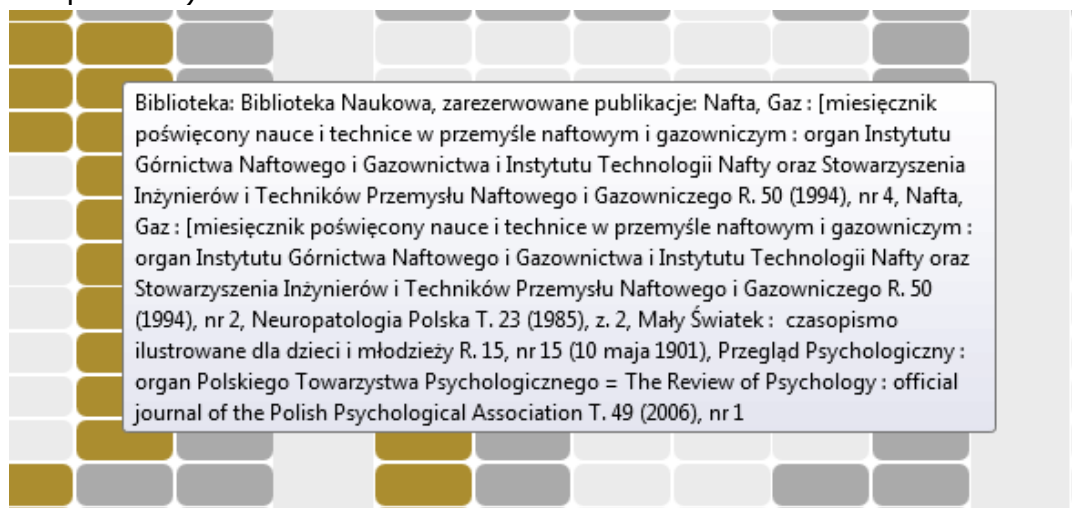 Biblioteka: Biblioteka Naukowa, zarezerwowane publikacje: Nafta, Gaz : [miesięcznik
poświęcony nauce i technice w przemyśle naftowym i gazowniczym : organ Instytutu
Górnictwa Naftowego i Gazownictwa i Instytutu Technologii Nafty oraz Stowarzyszenia
Inżynierów i Techników Przemysłu Naftowego i Gazowniczego R. 50 (1994), nr 4, Nafta,
Gaz : [miesięcznik poświęcony nauce i technice w przemyśle naftowym i gazowniczym :
organ Instytutu Górnictwa Naftowego i Gazownictwa i Instytutu Technologii Nafty oraz
Stowarzyszenia Inżynierów i Techników Przemysłu Naftowego i Gazowniczego R. 50
(1994), nr 2, Neuropatologia Polska T. 23 (1985), z. 2, Mały Światek : czasopismo
ilustrowane dla dzieci i młodzieży R. 15, nr 15 (10 maja 1901), Przegląd Psychologiczny :
organ Polskiego Towarzystwa Psychologicznego = The Review of Psychology : official
journal of the Polish Psychological Association T. 49 (2006), nr 1